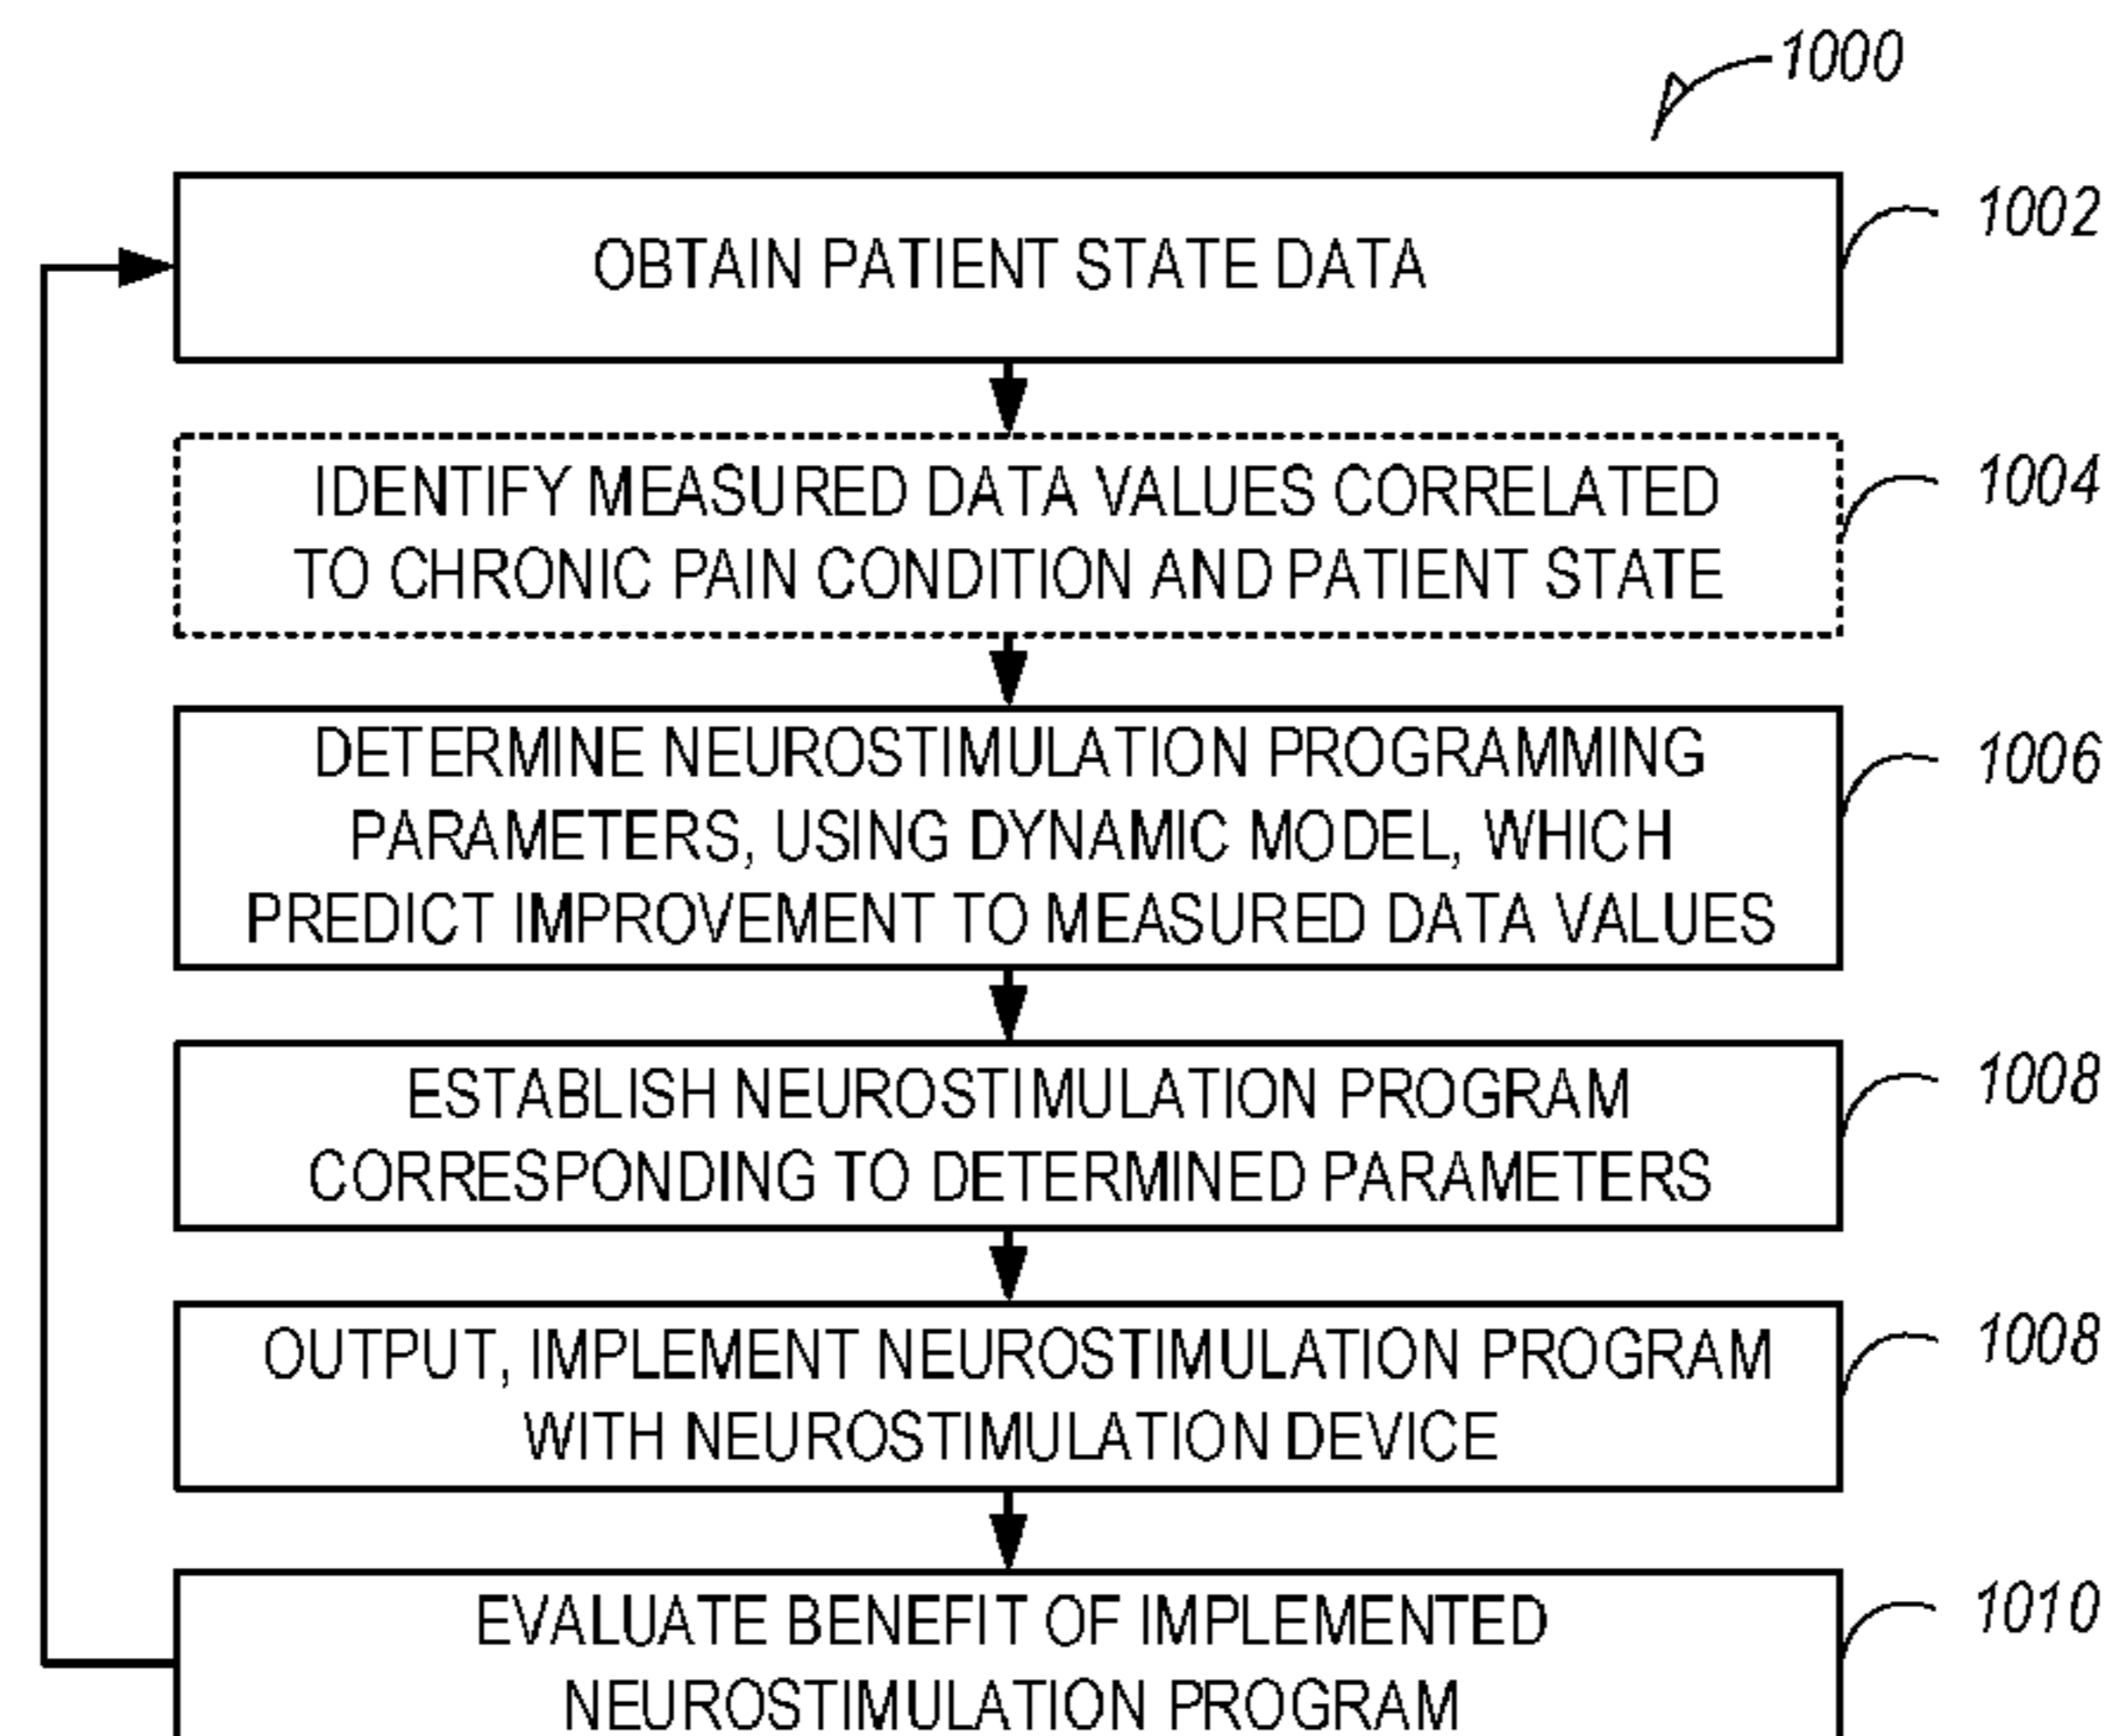 1000
OBTAIN PATIENT STATE DATA
1002
IDENTIFY MEASURED DATA VALUES CORRELATED
TO CHRONIC PAIN CONDITION AND PATIENT STATE
1004
DETERMINE NEUROSTIMULATION PROGRAMMING
PARAMETERS, USING DYNAMIC MODEL, WHICH
PREDICT IMPROVEMENT TO MEASURED DATA VALUES
1006
ESTABLISH NEUROSTIMULATION PROGRAM
CORRESPONDING TO DETERMINED PARAMETERS
1008
OUTPUT, IMPLEMENT NEUROSTIMULATION PROGRAM
WITH NEUROSTIMULATION DEVICE
1008
EVALUATE BENEFIT OF IMPLEMENTED
NEUROSTIMULATION PROGRAM
1010